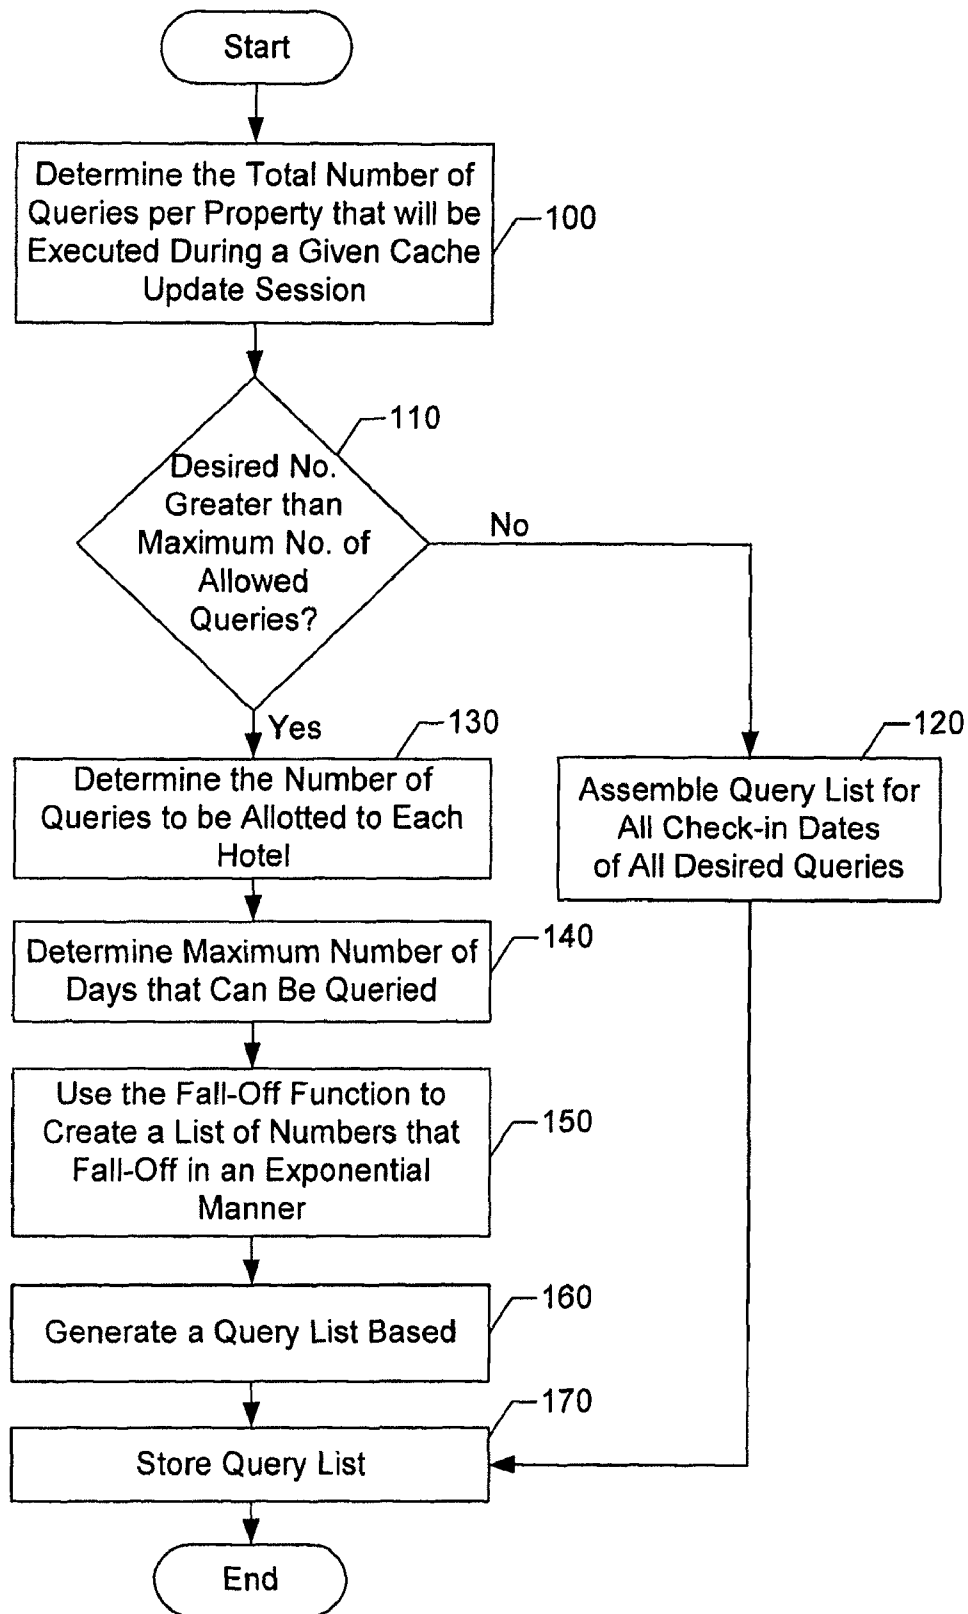 Start
Determine the Total Number of
Queries per Property that will be
Executed During a Given Cache
Update Session
100
110
Desired No.
Greater than
Maximum No. of
Allowed
Queries?
No
Yes
130
Determine the Number of
Queries to be Allotted to Each
Hotel
120
Assemble Query List for
All Check-in Dates
of All Desired Queries
Determine Maximum Number of
Days that Can Be Queried
140
Use the Fall-Off Function to
Create a List of Numbers that
Fall-Off in an Exponential
Manner
150
Generate a Query List Based
160
Store Query List
170
End